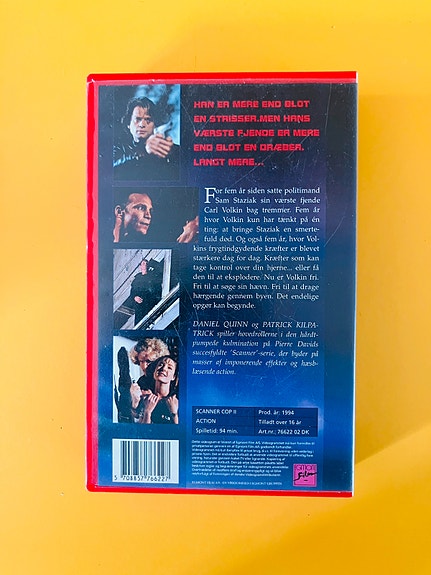 HAN ER MERE END BLOT
EN STRISSER. MEN HANS
VÆRSTE FJENDE ER MERE
END BLOT EN DRÆBER.
LANGT MERE...
For fem år siden satte politimand
Sam Staziak sin værste fjende
Carl Volkin bag tremmer. Fem år
hvor Volkin kun har tænkt på én
ting: at bringe Staziak en smerte-
fuld død. Og også fem år, hvor Vol-
kins frygtindgydende kræfter er blevet
stærkere dag for dag. Kræfter som kan
tage kontrol over din hjerne... eller få
den til at eksplodere. Nu er Volkin fri.
Fri til at søge sin hævn. Fri til at drage
hærgende gennem byen. Det endelige
opgør kan begynde.
DANIEL QUINN og PATRICK KILPA-
TRICK spiller hovedrollerne i den hårdt-
pumpede kulmination på Pierre Davids
succesfyldte 'Scanner'-serie, der byder på
masser af imponerende effekter og hæsb-
læsende action.
SCANNER COP II
Prod. år: 1994
ACTION
Tilladt over 16 år
Spilletid: 94 min.
Art.nr.: 76622 02 DK
5 708857 766227